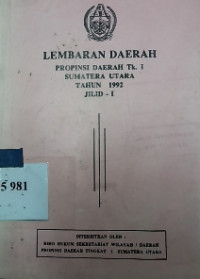 LEMBARAN DAERAH
PROPINSI DAERAH Tk. I
SUMATERA UTARA
TAHUN 1992
JILID - I
5 981
DITERBITKAN OLEH :
BIRO HUKUM SEKRETARIAT WILAYAH / DAERAH
PROPINSI DAERAH TINGKAT I SUMATERA UTARA